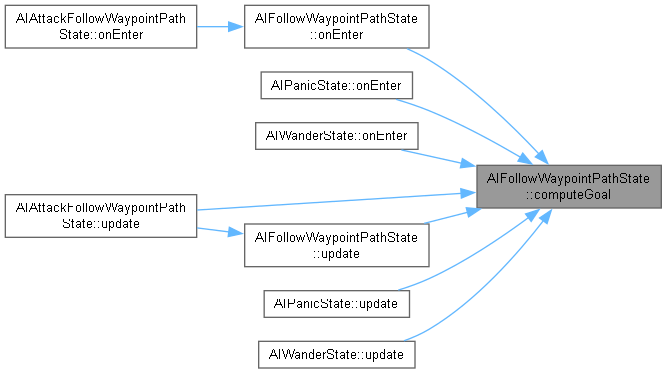 AIAttackFollowWaypointPath
State::onEnter
AIFollowWaypointPathState
::onEnter
AIPanicState::onEnter
AIWanderState::onEnter
AIFollowWaypointPathState
::computeGoal
AIAttackFollowWaypointPath
State::update
AIFollowWaypointPathState
::update
AIPanicState::update
AIWanderState::update